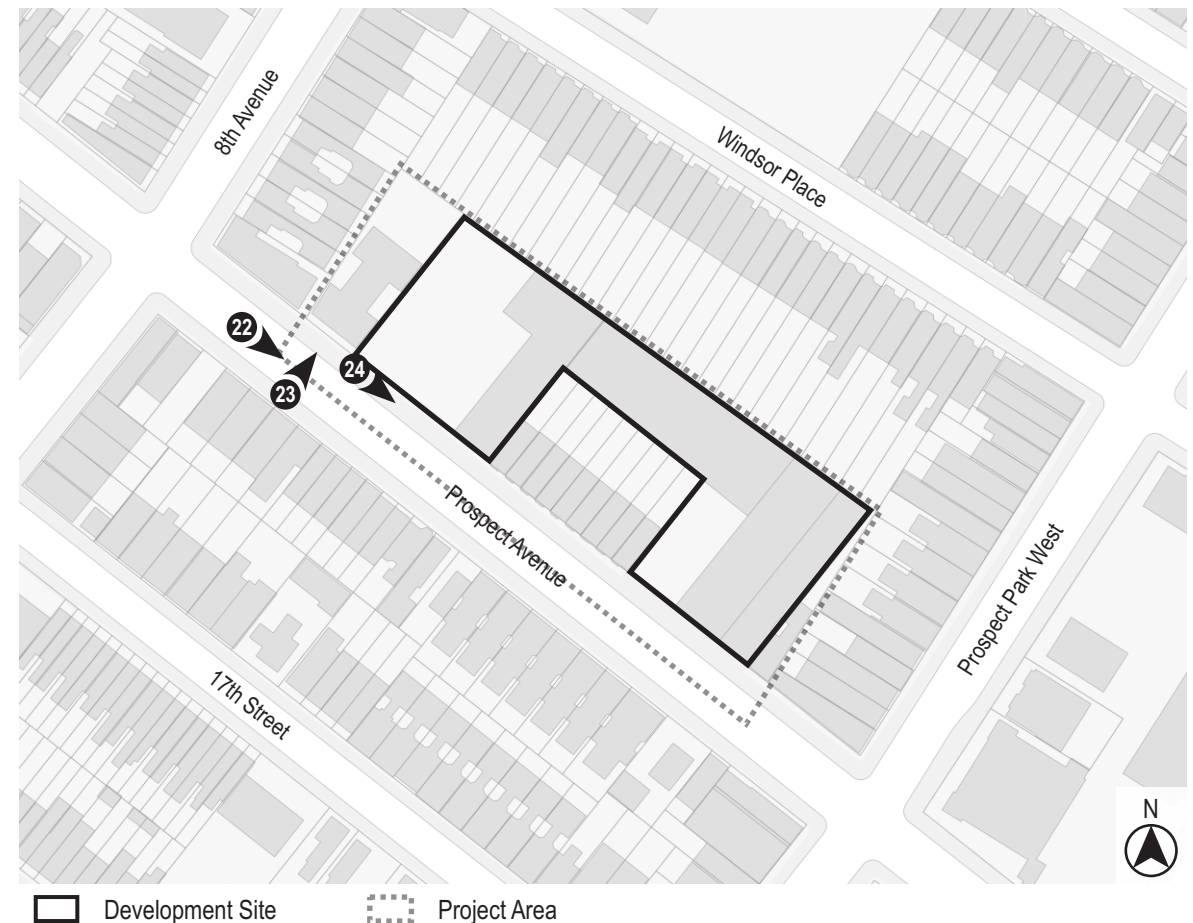 8th Avenue
Windsor Place
22
23
24
Prospect Avenue
Prospect Park West
17th Street
N
Development Site
Project Area